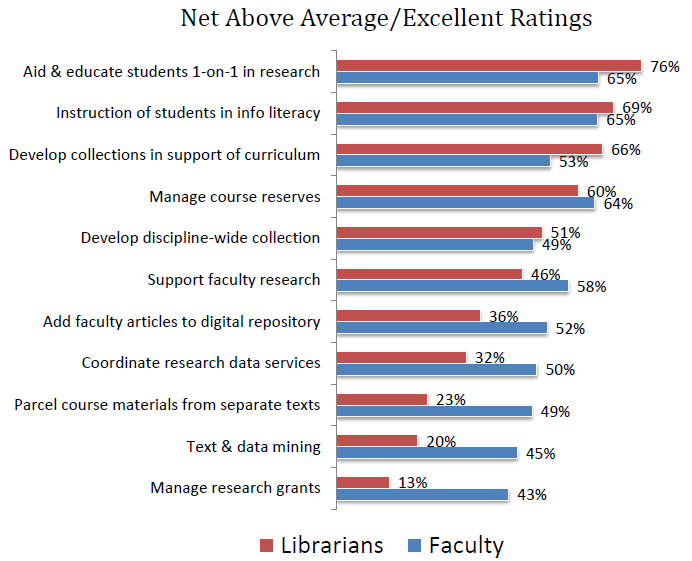 Net Above Average/Excellent Ratings
Aid & educate students 1-on-1 in research
76%
65%
Instruction of students in info literacy
69%
65%
Develop collections in support of curriculum
66%
53%
Manage course reserves
60%
64%
Develop discipline-wide collection
51%
49%
Support faculty research
46%
58%
Add faculty articles to digital repository
36%
52%
Coordinate research data services
32%
50%
Parcel course materials from separate texts
23%
49%
Text & data mining
20%
45%
Manage research grants
13%
43%
Librarians Faculty